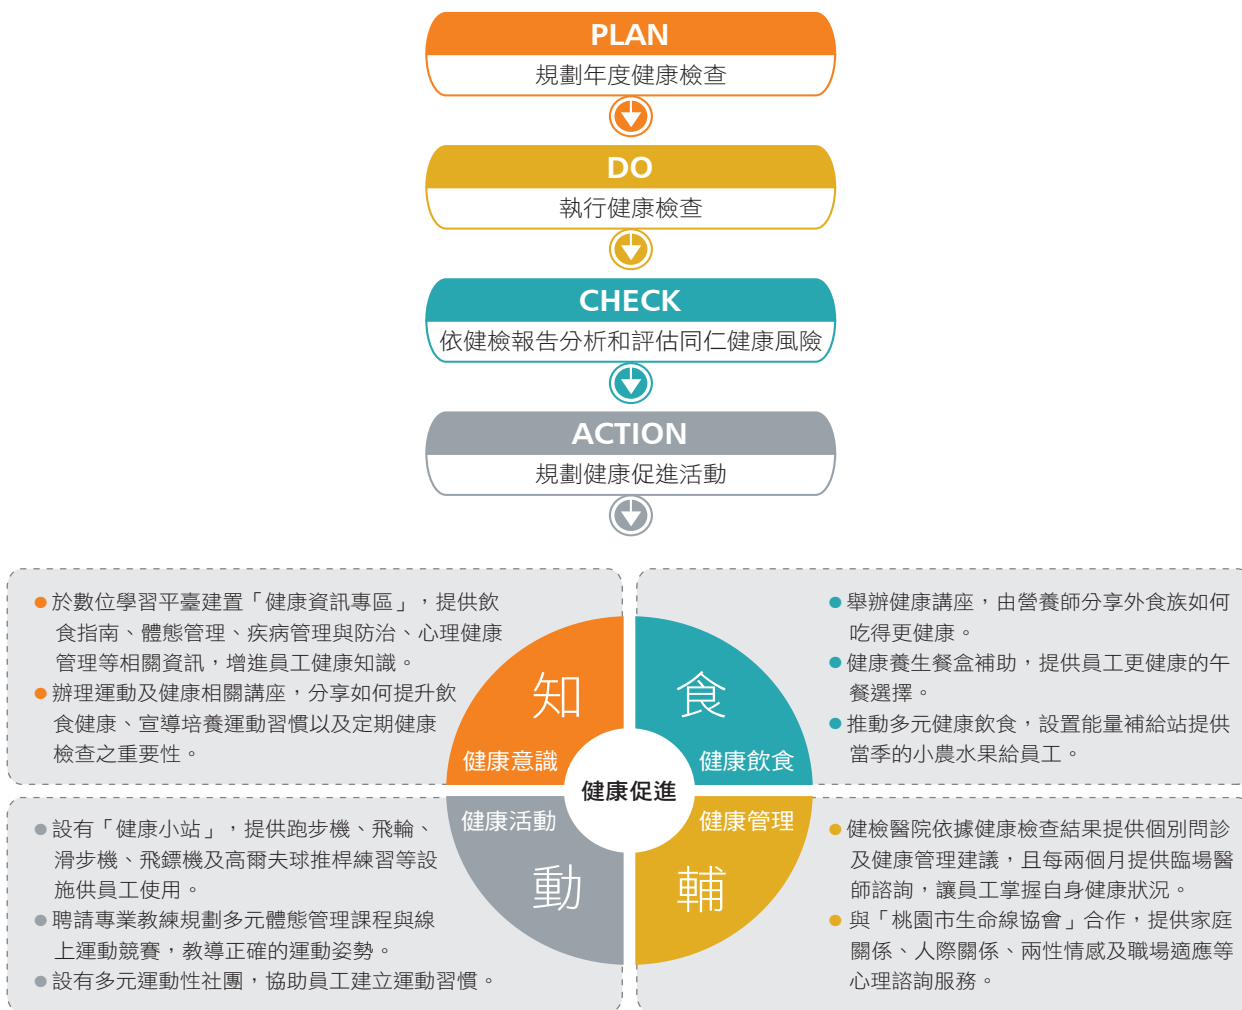 PLAN
規劃年度健康檢查
DO
執行健康檢查
CHECK
依健檢報告分析和評估同仁健康風險
ACTION
規劃健康促進活動
● 於數位學習平臺建置「健康資訊專區」，提供飲
食指南、體態管理、疾病管理與防治、心理健康
管理等相關資訊，增進員工健康知識。
● 辦理運動及健康相關講座，分享如何提升飲
食健康、宣導培養運動習慣以及定期健康
檢查之重要性。
知
健康意識
食
健康飲食
● 舉辦健康講座，由營養師分享外食族如何
吃得更健康。
● 健康養生餐盒補助，提供員工更健康的午
餐選擇。
● 推動多元健康飲食，設置能量補給站提供
當季的小農水果給員工。
健康促進
● 設有「健康小站」，提供跑步機、飛輪、
滑步機、飛鏢機及高爾夫球推桿練習等設
施供員工使用。
● 聘請專業教練規劃多元體態管理課程與線
上運動競賽，教導正確的運動姿勢。
● 設有多元運動性社團，協助員工建立運動習慣。
健康活動
動
健康管理
輔
● 健檢醫院依據健康檢查結果提供個別問診
及健康管理建議，且每兩個月提供臨場醫
師諮詢，讓員工掌握自身健康狀況。
● 與「桃園市生命線協會」合作，提供家庭
關係、人際關係、兩性情感及職場適應等
心理諮詢服務。